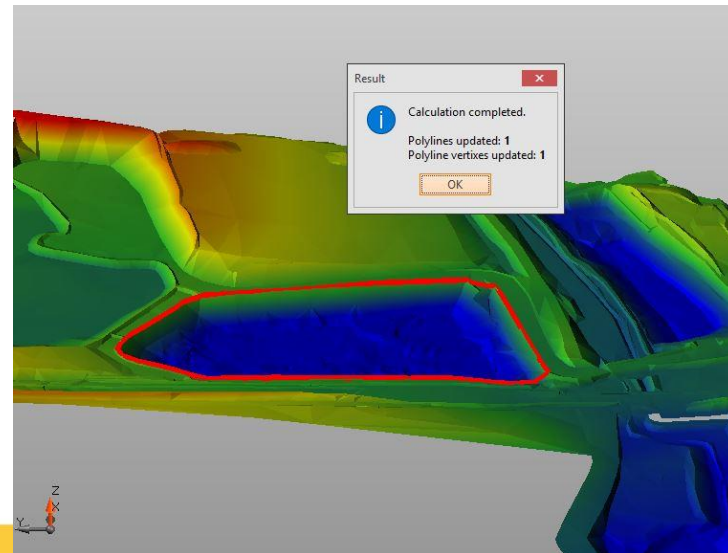 Result
Calculation completed.
Polylines updated: 1
Polyline vertixes updated: 1
OK
Z
X
Y